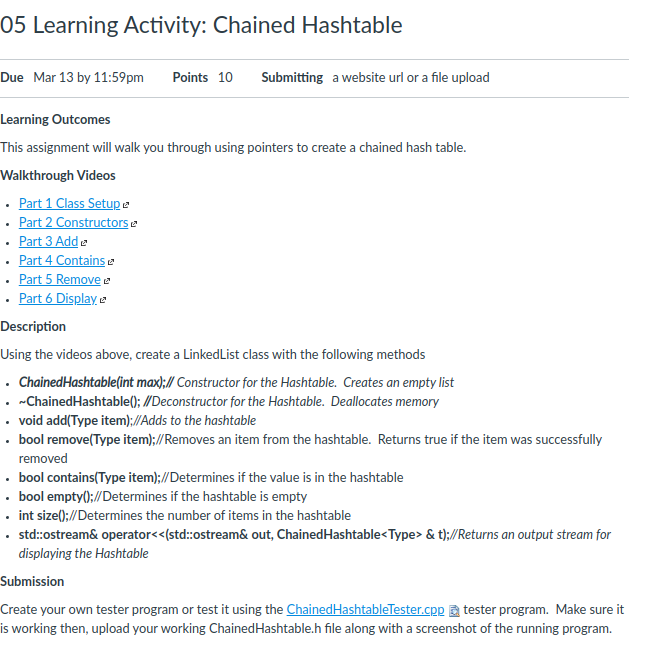 05 Learning Activity: Chained Hashtable
Due Mar 13 by 11:59pm Points 10 Submitting a website url or a file upload
Learning Outcomes
This assignment will walk you through using pointers to create a chained hash table.
Walkthrough Videos
Part 1 Class Setup
Part 2 Constructors
Part 3 Add
Part 4 Contains
Part 5 Remove
Part 6 Display
Description
Using the videos above, create a LinkedList class with the following methods
ChainedHashtable(int max);// Constructor for the Hashtable. Creates an empty list
~ChainedHashtable(); //Deconstructor for the Hashtable. Deallocates memory
void add(Type item);//Adds to the hashtable
bool remove(Type item);//Removes an item from the hashtable. Returns true if the item was successfully
removed
bool contains(Type item);//Determines if the value is in the hashtable
bool empty();//Determines if the hashtable is empty
int size();//Determines the number of items in the hashtable
std::ostream& operator<<(std::ostream& out, ChainedHashtable<Type> & t);//Returns an output stream for
displaying the Hashtable
Submission
Create your own tester program or test it using the ChainedHashtableTester.cpp tester program. Make sure it
is working then, upload your working ChainedHashtable.h file along with a screenshot of the running program.